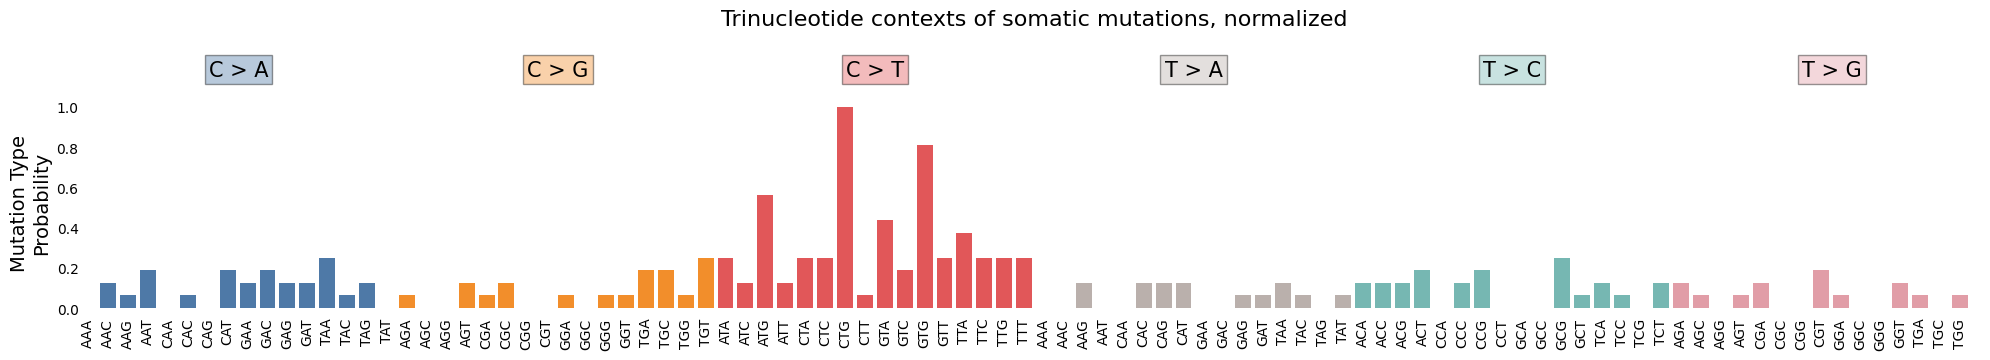 Trinucleotide contexts of somatic mutations, normalized
C > A
C > G
C > T
T > A
T > C
T > G
Mutation Type
Probability
1.0
0.8
0.6
0.4
0.2
0.0
AAA
AAC
AAG
AAT
CAA
CAC
CAG
CAT
GAA
GAC
GAG
GAT
TAA
TAC
TAG
TAT
AGA
AGC
AGG
AGT
CGA
CGC
CGG
CGT
GGA
GGC
GGG
GGT
TGA
TGC
TGG
TGT
ATA
ATC
ATG
ATT
CTA
CTC
CTG
CTT
GTA
GTC
GTG
GTT
TTA
TTC
TTG
TTT
AAA
AAC
AAG
AAT
CAA
CAC
CAG
CAT
GAA
GAC
GAG
GAT
TAA
TAC
TAG
TAT
ACA
ACC
ACG
ACT
CCA
CCC
CCG
CCT
GCA
GCC
GCG
GCT
TCA
TCC
TCG
TCT
AGA
AGC
AGG
AGT
CGA
CGC
CGG
CGT
GGA
GGC
GGG
GGT
TGA
TGC
TGG